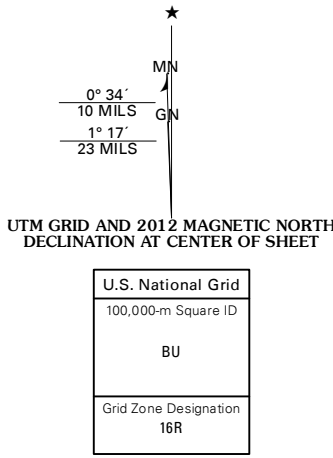 ★
MN
0° 34´
10 MILS
GN
1° 17´
23 MILS
UTM GRID AND 2012 MAGNETIC NORTH
DECLINATION AT CENTER OF SHEET
U.S. National Grid
100,000-m Square ID
BU
Grid Zone Designation
16R